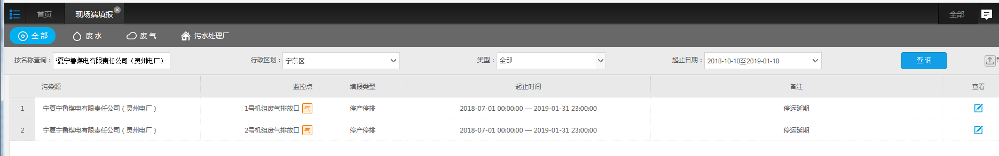 首页 现场端填报 全部
全 部 废 水 废 气 污水处理厂
按名称查询： 夏宁鲁煤电有限责任公司（灵州电厂） 行政区划： 宁东区 类型： 全部 起止日期： 2018-10-10至2019-01-10 查 询
污染源 监控点 填报类型 起止时间 备注 查看
1 宁夏宁鲁煤电有限责任公司（灵州电厂） 1号机组废气排放口 气 停产停排 2018-07-01 00:00:00 — 2019-01-31 23:00:00 停运延期
2 宁夏宁鲁煤电有限责任公司（灵州电厂） 2号机组废气排放口 气 停产停排 2018-07-01 00:00:00 — 2019-01-31 23:00:00 停运延期